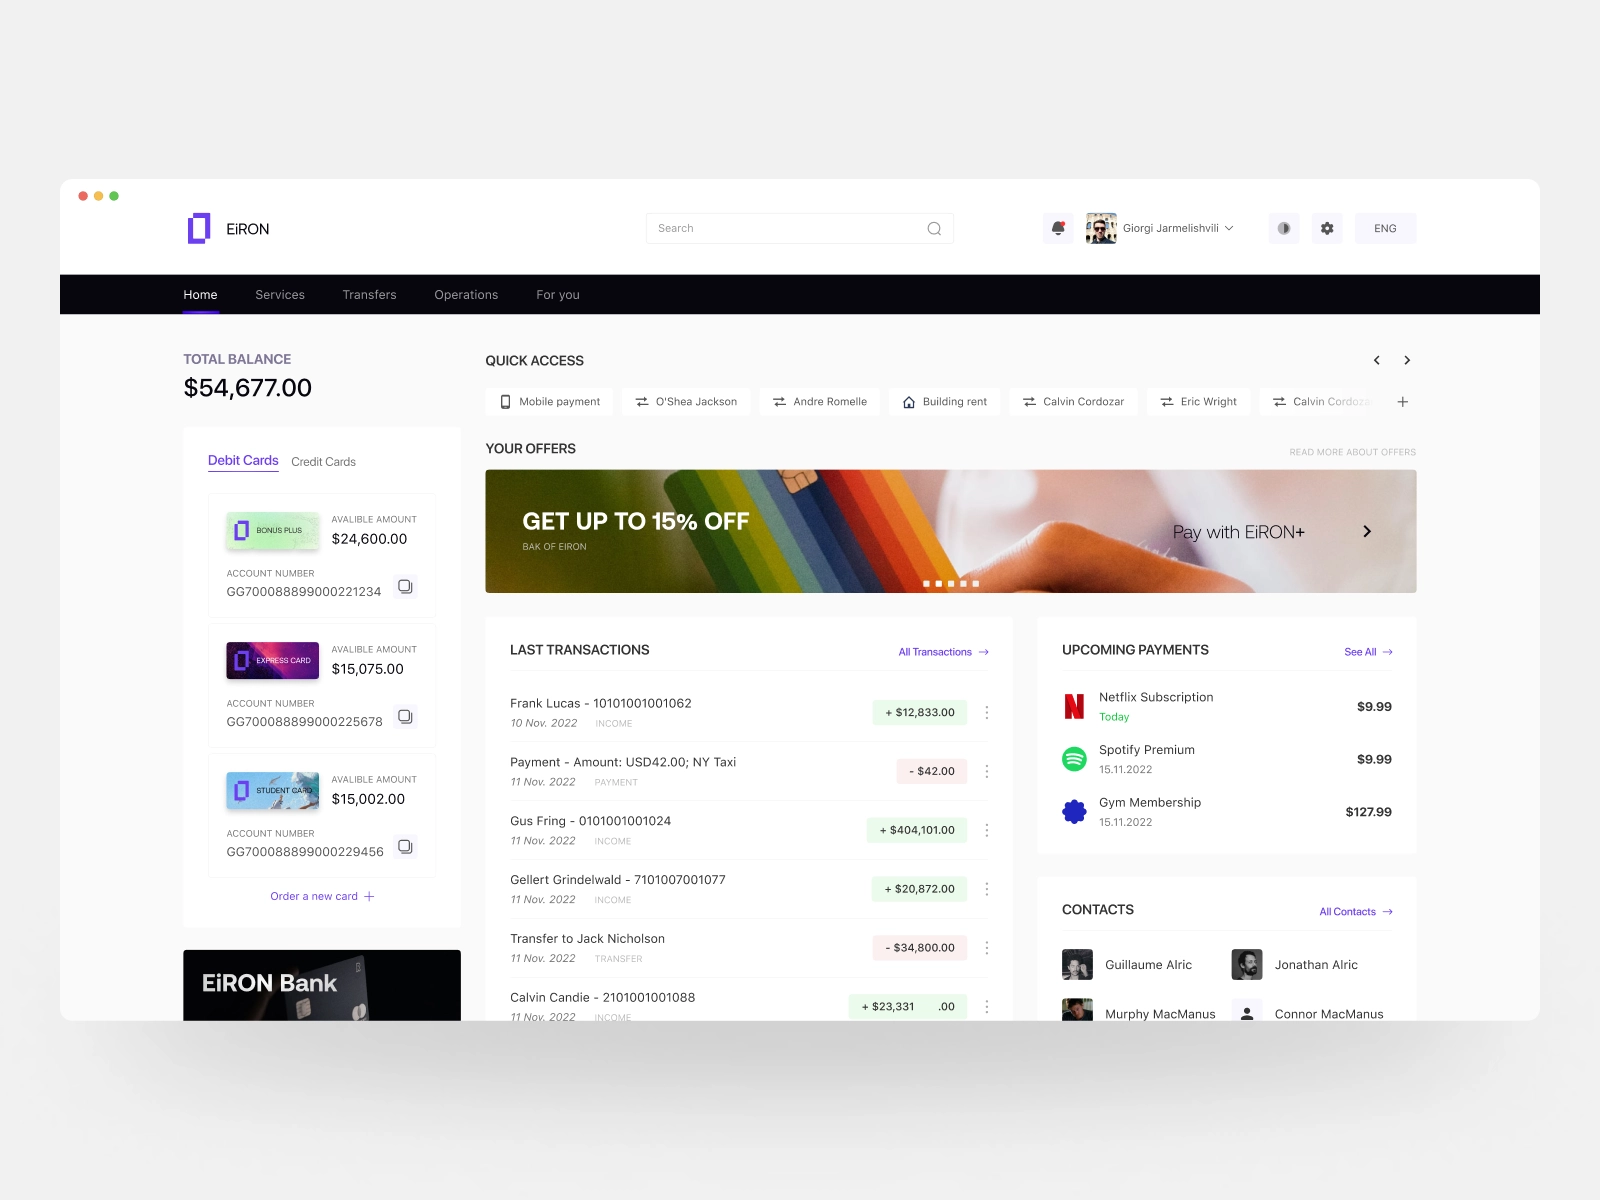 EiRON
Search
Giorgi Jarmelishvili
ENG
Home
Services
Transfers
Operations
For you
TOTAL BALANCE
$54,677.00
Debit Cards
Credit Cards
BONUS PLUS
AVALIBLE AMOUNT
$24,600.00
ACCOUNT NUMBER
GG700088899000221234
EXPRESS CARD
AVALIBLE AMOUNT
$15,075.00
ACCOUNT NUMBER
GG700088899000225678
STUDENT CARD
AVALIBLE AMOUNT
$15,002.00
ACCOUNT NUMBER
GG700088899000229456
Order a new card
EiRON Bank
QUICK ACCESS
Mobile payment
O'Shea Jackson
Andre Romelle
Building rent
Calvin Cordozar
Eric Wright
Calvin Cordoza
YOUR OFFERS
READ MORE ABOUT OFFERS
GET UP TO 15% OFF
BAK OF EIRON
Pay with EiRON+
LAST TRANSACTIONS
All Transactions
Frank Lucas - 10101001001062
10 Nov. 2022 INCOME
+ $12,833.00
Payment - Amount: USD42.00; NY Taxi
11 Nov. 2022 PAYMENT
- $42.00
Gus Fring - 0101001001024
11 Nov. 2022 INCOME
+ $404,101.00
Gellert Grindelwald - 7101007001077
11 Nov. 2022 INCOME
+ $20,872.00
Transfer to Jack Nicholson
11 Nov. 2022 TRANSFER
- $34,800.00
Calvin Candie - 2101001001088
11 Nov. 2022 INCOME
+ $23,331 .00
UPCOMING PAYMENTS
See All
Netflix Subscription
Today
$9.99
Spotify Premium
15.11.2022
$9.99
Gym Membership
15.11.2022
$127.99
CONTACTS
All Contacts
Guillaume Alric
Jonathan Alric
Murphy MacManus
Connor MacManus